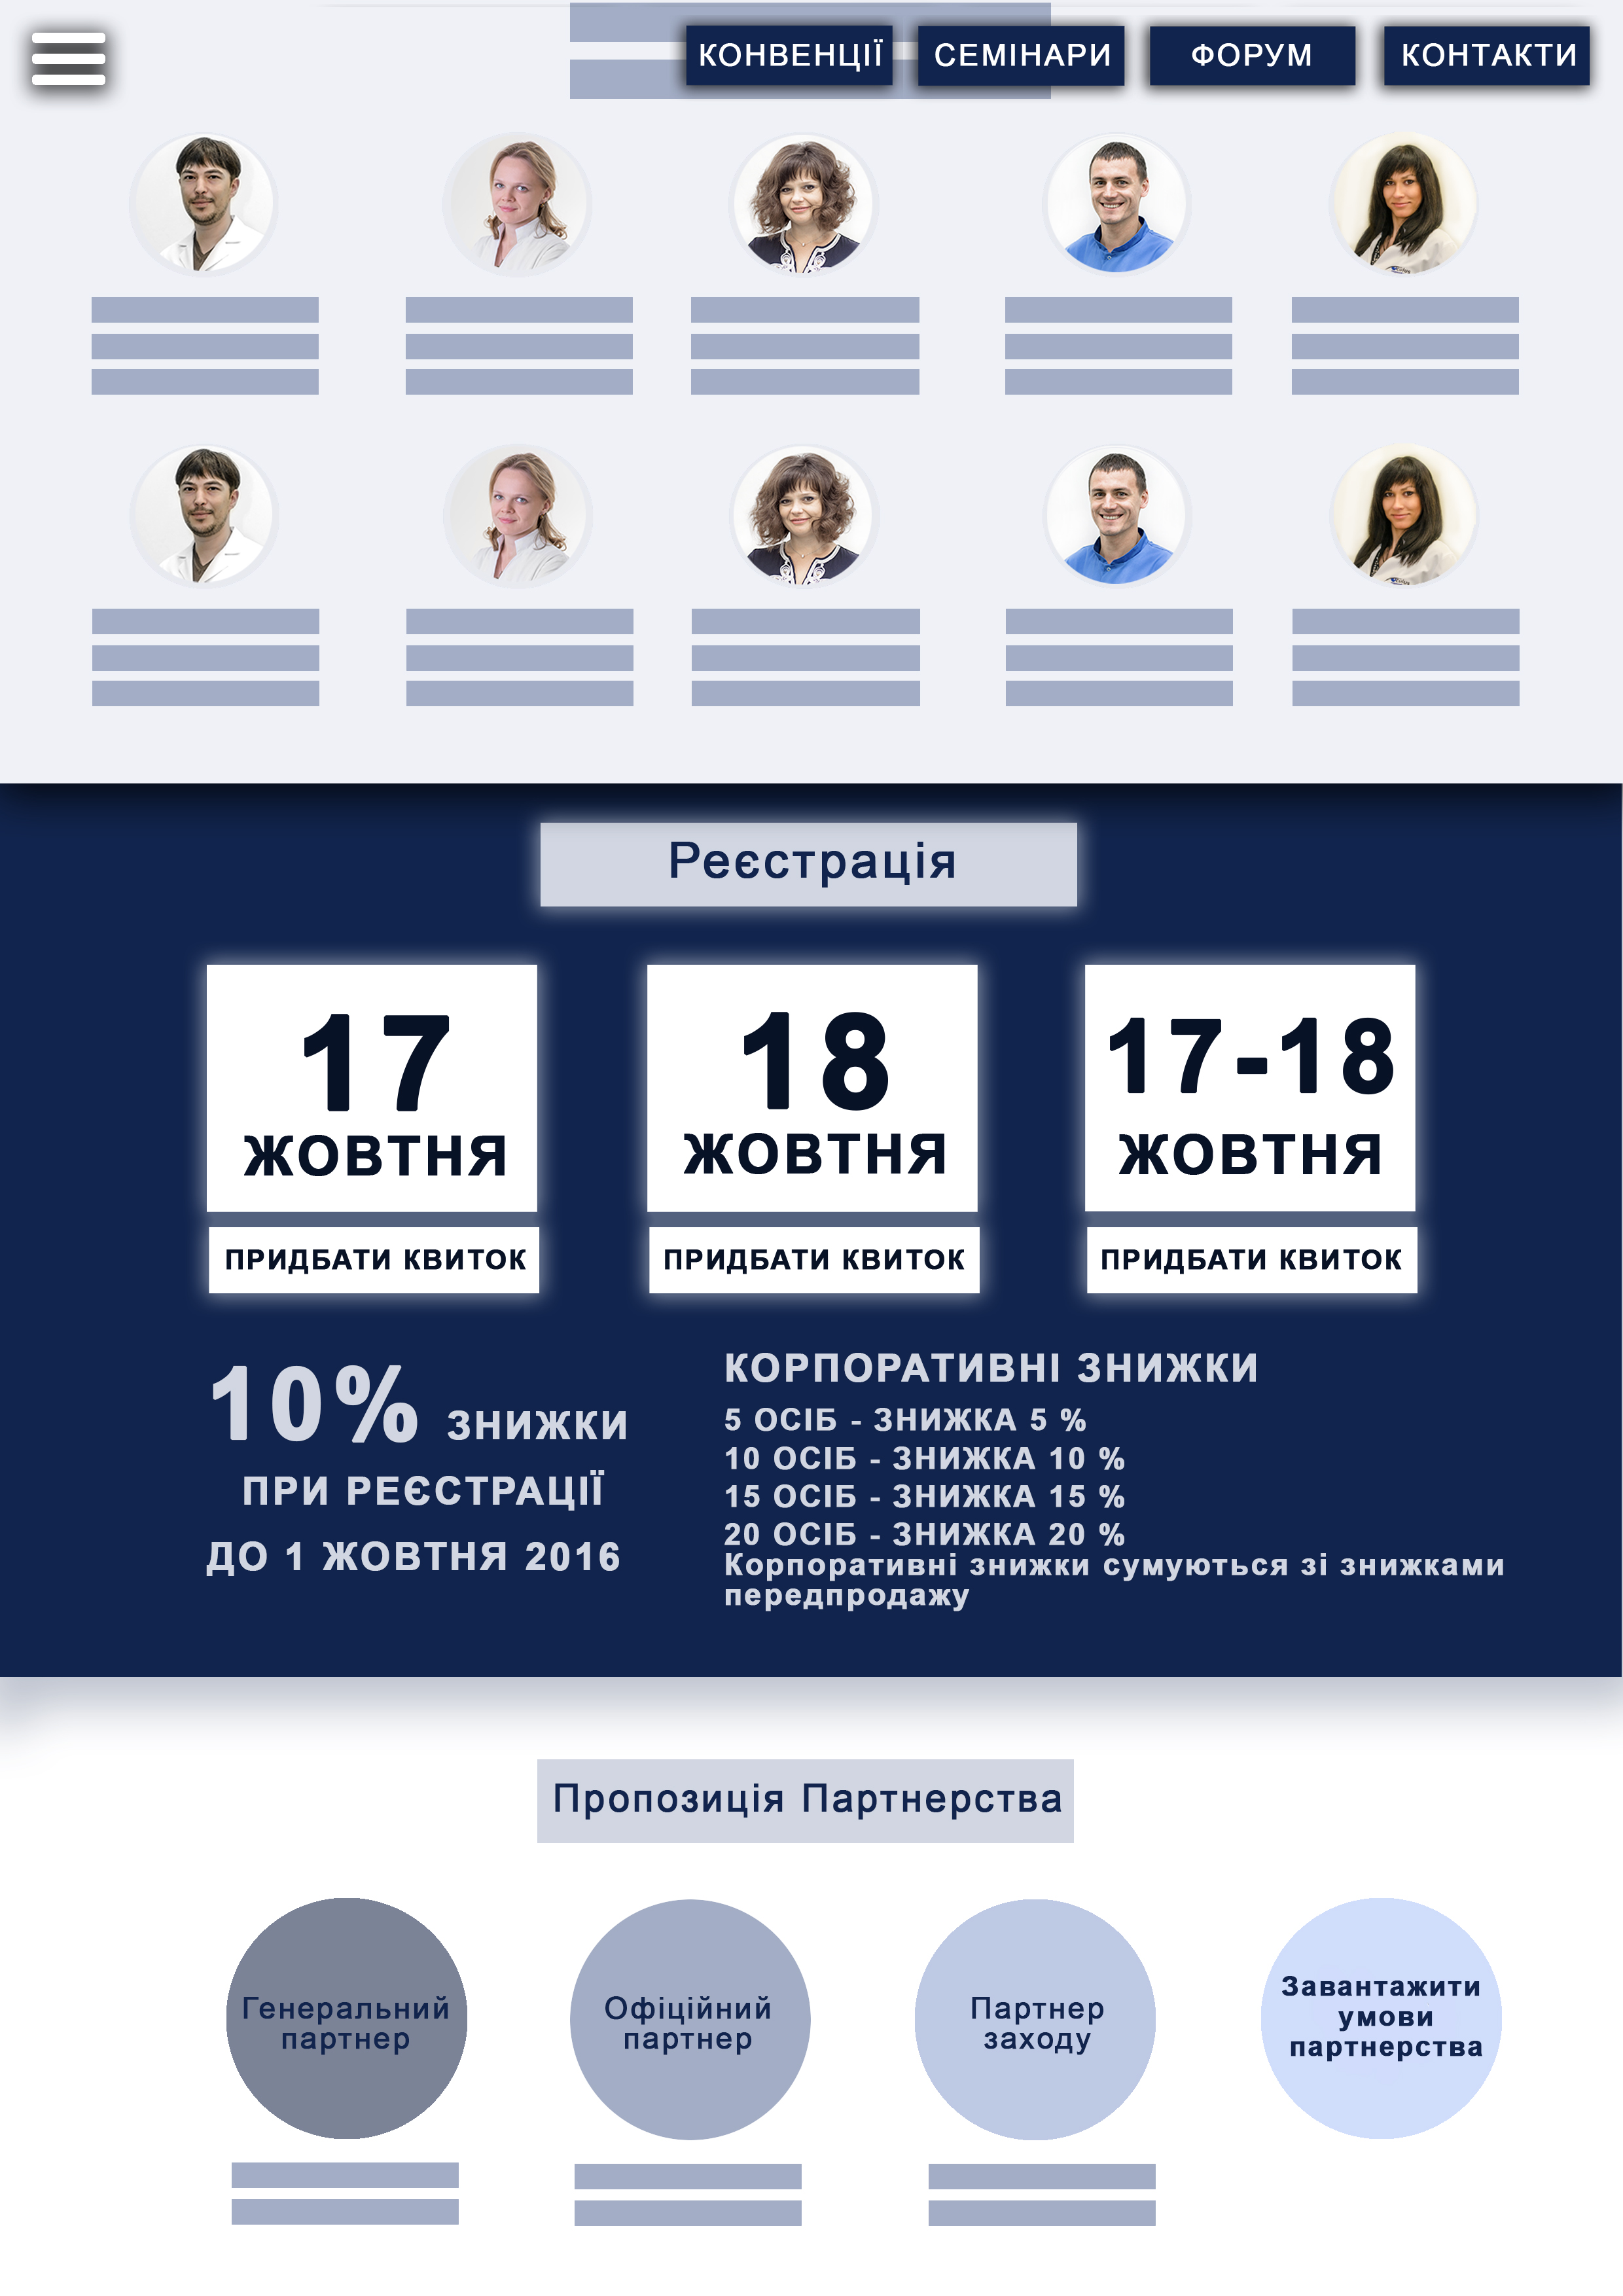 КОНВЕНЦІЇ СЕМІНАРИ ФОРУМ КОНТАКТИ
Реєстрація
17
ЖОВТНЯ
ПРИДБАТИ КВИТОК
18
ЖОВТНЯ
ПРИДБАТИ КВИТОК
17-18
ЖОВТНЯ
ПРИДБАТИ КВИТОК
10% ЗНИЖКИ
ПРИ РЕЄСТРАЦІЇ
ДО 1 ЖОВТНЯ 2016
КОРПОРАТИВНІ ЗНИЖКИ
5 ОСІБ - ЗНИЖКА 5 %
10 ОСІБ - ЗНИЖКА 10 %
15 ОСІБ - ЗНИЖКА 15 %
20 ОСІБ - ЗНИЖКА 20 %
Корпоративні знижки сумуються зі знижками
передпродажу
Пропозиція Партнерства
Генеральний
партнер
Офіційний
партнер
Партнер
заходу
Завантажити
умови
партнерства